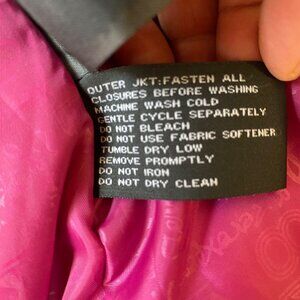 OUTER JKT:FASTEN ALL
CLOSURES BEFORE WASHING
MACHINE WASH COLD
GENTLE CYCLE SEPARATELY
DO NOT BLEACH
DO NOT USE FABRIC SOFTENER
TUMBLE DRY LOW
REMOVE PROMPTLY
DO NOT IRON
DO NOT DRY CLEAN